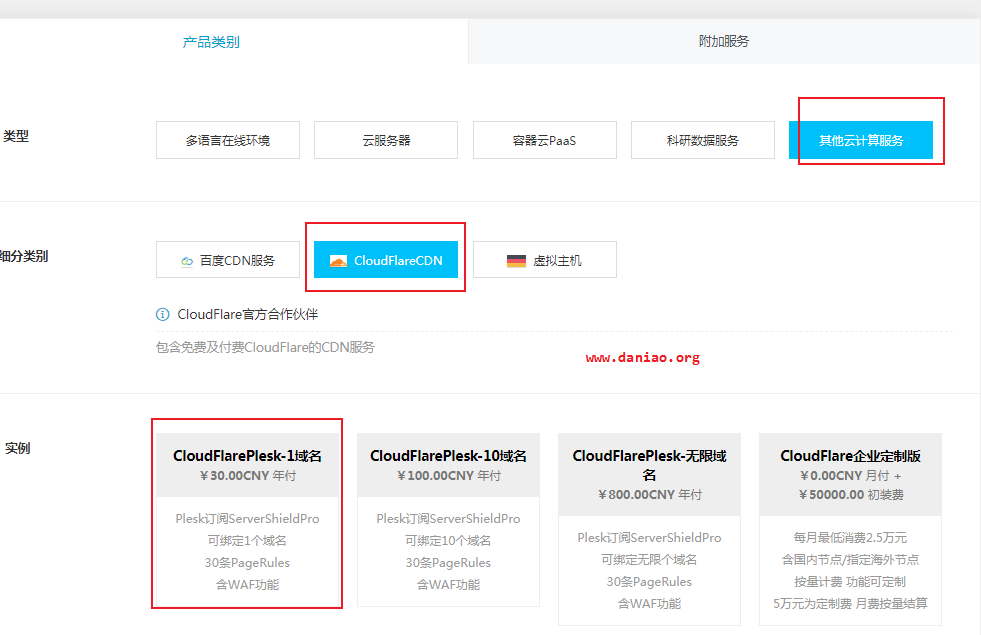 产品类别
附加服务
类型
多语言在线环境
云服务器
容器云PaaS
科研数据服务
其他云计算服务
细分类别
百度CDN服务
CloudFlareCDN
虚拟主机
CloudFlare官方合作伙伴
包含免费及付费CloudFlare的CDN服务
www.daniao.org
实例
CloudFlarePlesk-1域名
￥30.00CNY 年付
Plesk订阅ServerShieldPro
可绑定1个域名
30条PageRules
含WAF功能
CloudFlarePlesk-10域名
￥100.00CNY 年付
Plesk订阅ServerShieldPro
可绑定10个域名
30条PageRules
含WAF功能
CloudFlarePlesk-无限域
名
￥800.00CNY 年付
Plesk订阅ServerShieldPro
可绑定无限个域名
30条PageRules
含WAF功能
CloudFlare企业定制版
￥0.00CNY 月付 +
￥50000.00 初装费
每月最低消费2.5万元
含国内节点/指定海外节点
按量计费 功能可定制
5万元为定制费 月费按量结算